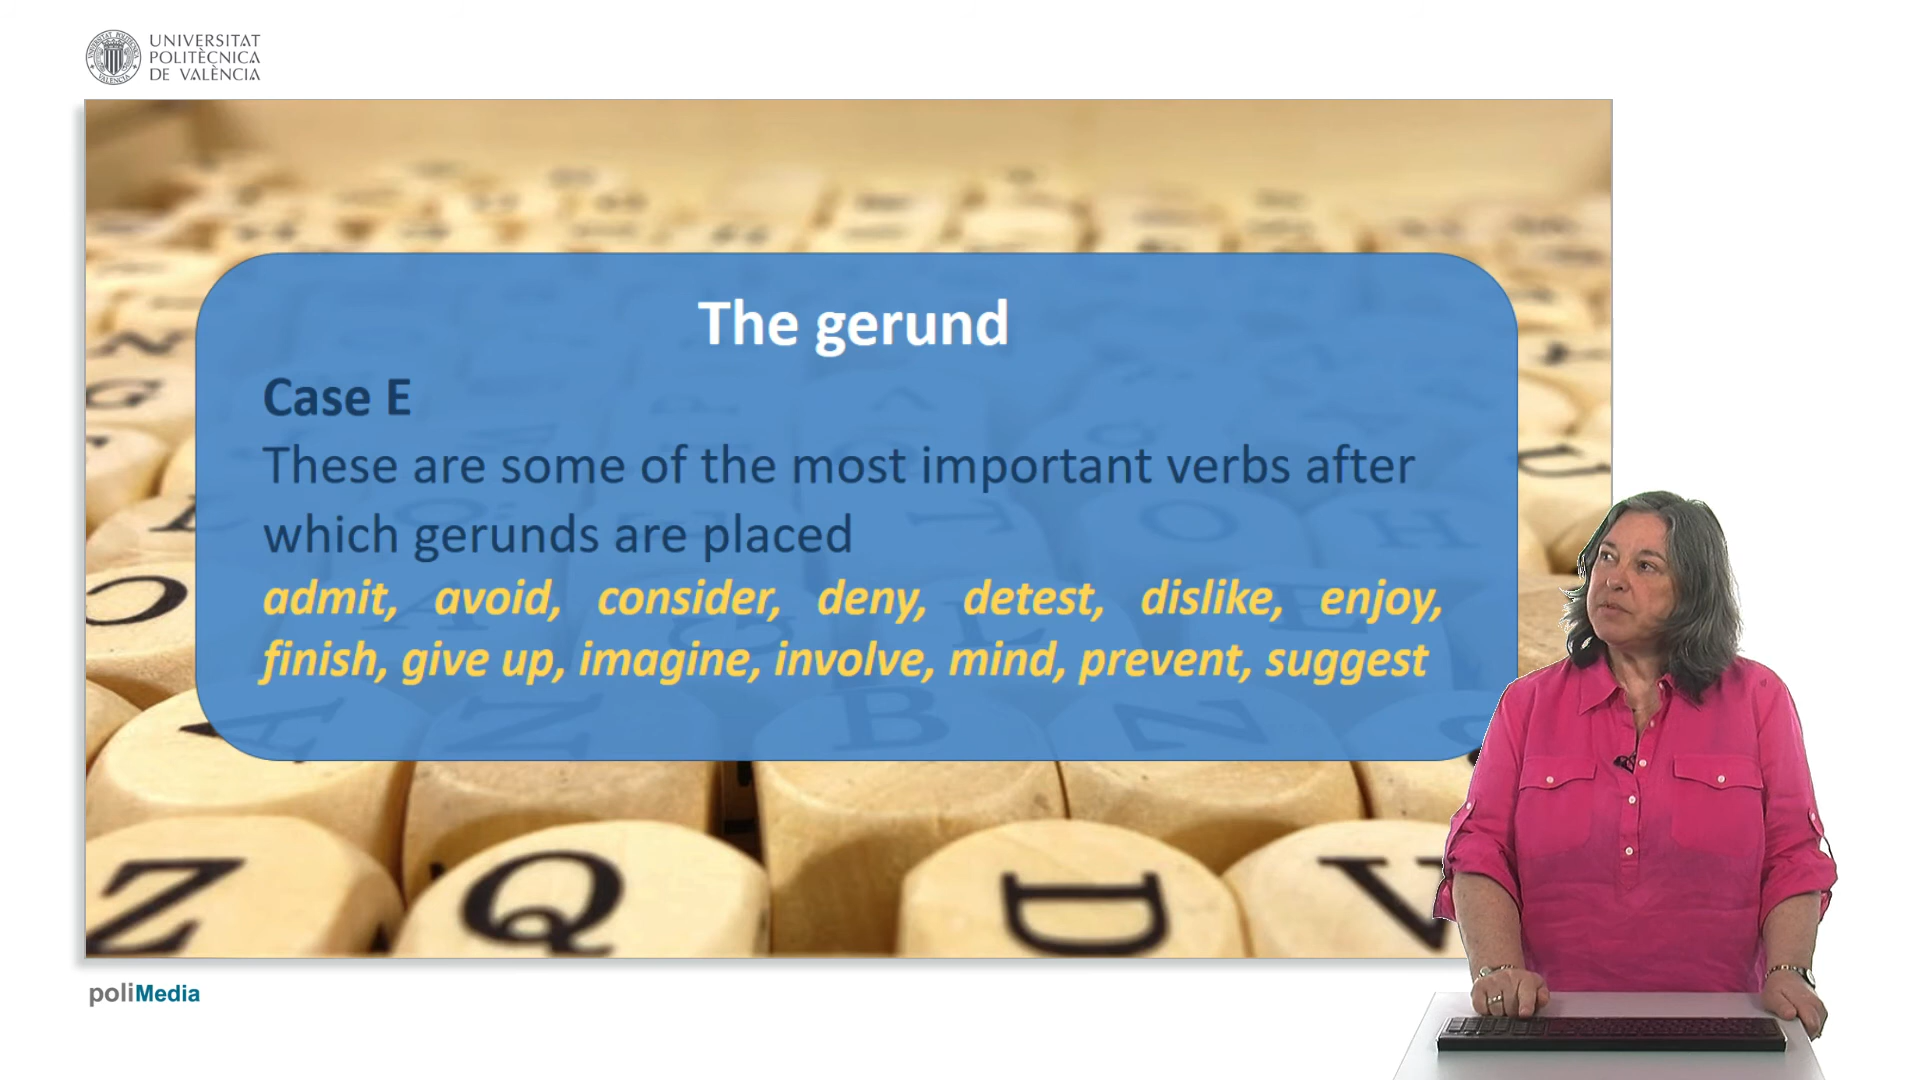 UNIVERSITAT
POLITÈCNICA
DE VALÈNCIA
The gerund
Case E
These are some of the most important verbs after
which gerunds are placed
admit, avoid, consider, deny, detest, dislike, enjoy,
finish, give up, imagine, involve, mind, prevent, suggest
Z Q D V
poliMedia